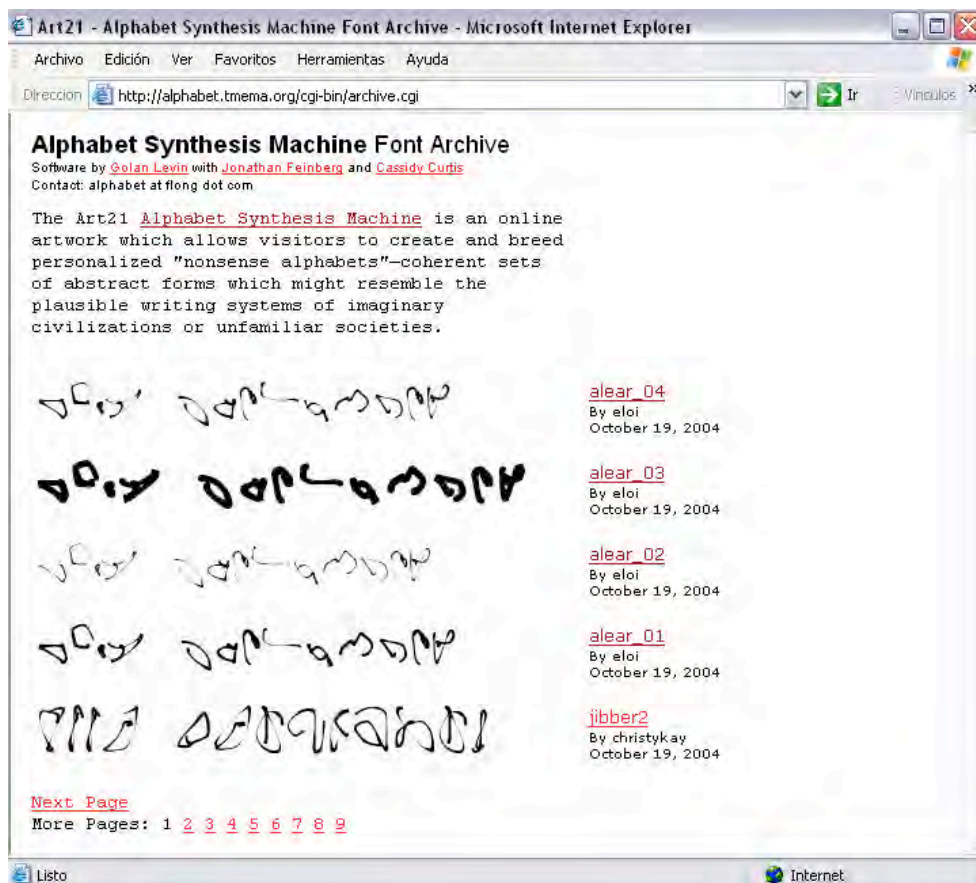 Art21 - Alphabet Synthesis Machine Font Archive - Microsoft Internet Explorer
Archivo Edición Ver Favoritos Herramientas Ayuda
Dirección http://alphabet.tmema.org/cgi-bin/archive.cgi Ir Vínculos »
Alphabet Synthesis Machine Font Archive
Software by Golan Levin with Jonathan Feinberg and Cassidy Curtis
Contact: alphabet at flong dot com
The Art21 Alphabet Synthesis Machine is an online
artwork which allows visitors to create and breed
personalized "nonsense alphabets"—coherent sets
of abstract forms which might resemble the
plausible writing systems of imaginary
civilizations or unfamiliar societies.
alear_04
By eloi
October 19, 2004
alear_03
By eloi
October 19, 2004
alear_02
By eloi
October 19, 2004
alear_01
By eloi
October 19, 2004
jibber2
By christykay
October 19, 2004
Next Page
More Pages: 1 2 3 4 5 6 7 8 9
Listo Internet